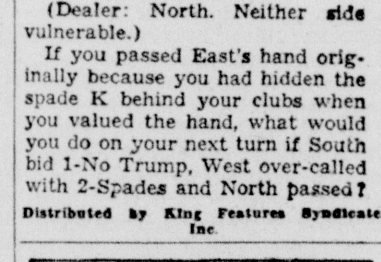 (Dealer: North. Neither side
vulnerable.)
If you passed East's hand orig-
inally because you had hidden the
spade K behind your clubs when
you valued the hand, what would
you do on your next turn if South
bid 1-No Trump, West over-called
with 2-Spades and North passed?
Distributed by King Features Syndicate
Inc.